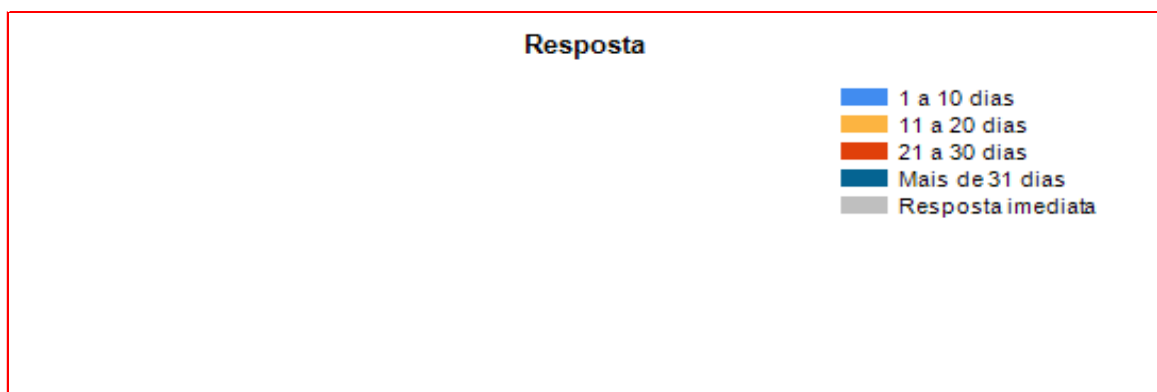 Resposta
1 a 10 dias
11 a 20 dias
21 a 30 dias
Mais de 31 dias
Resposta imediata